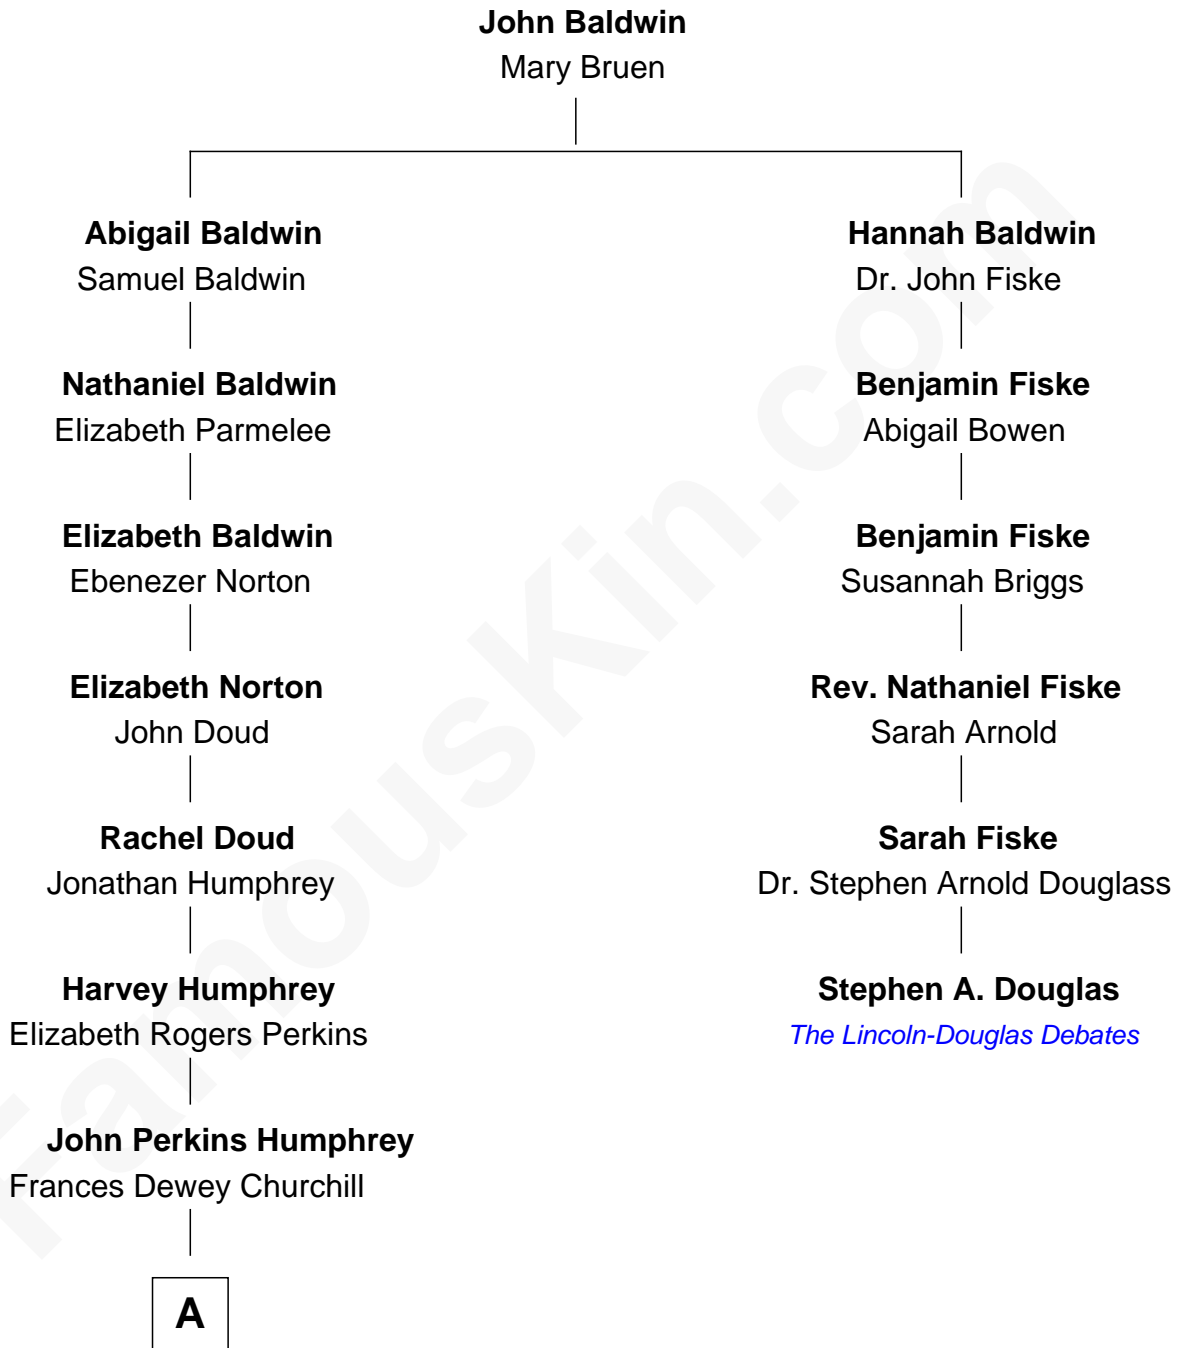 John Baldwin
Mary Bruen
Abigail Baldwin
Samuel Baldwin
Nathaniel Baldwin
Elizabeth Parmelee
Elizabeth Baldwin
Ebenezer Norton
Elizabeth Norton
John Doud
Rachel Doud
Jonathan Humphrey
Harvey Humphrey
Elizabeth Rogers Perkins
John Perkins Humphrey
Frances Dewey Churchill
A
Hannah Baldwin
Dr. John Fiske
Benjamin Fiske
Abigail Bowen
Benjamin Fiske
Susannah Briggs
Rev. Nathaniel Fiske
Sarah Arnold
Sarah Fiske
Dr. Stephen Arnold Douglass
Stephen A. Douglas
The Lincoln-Douglas Debates
FamousKin.com